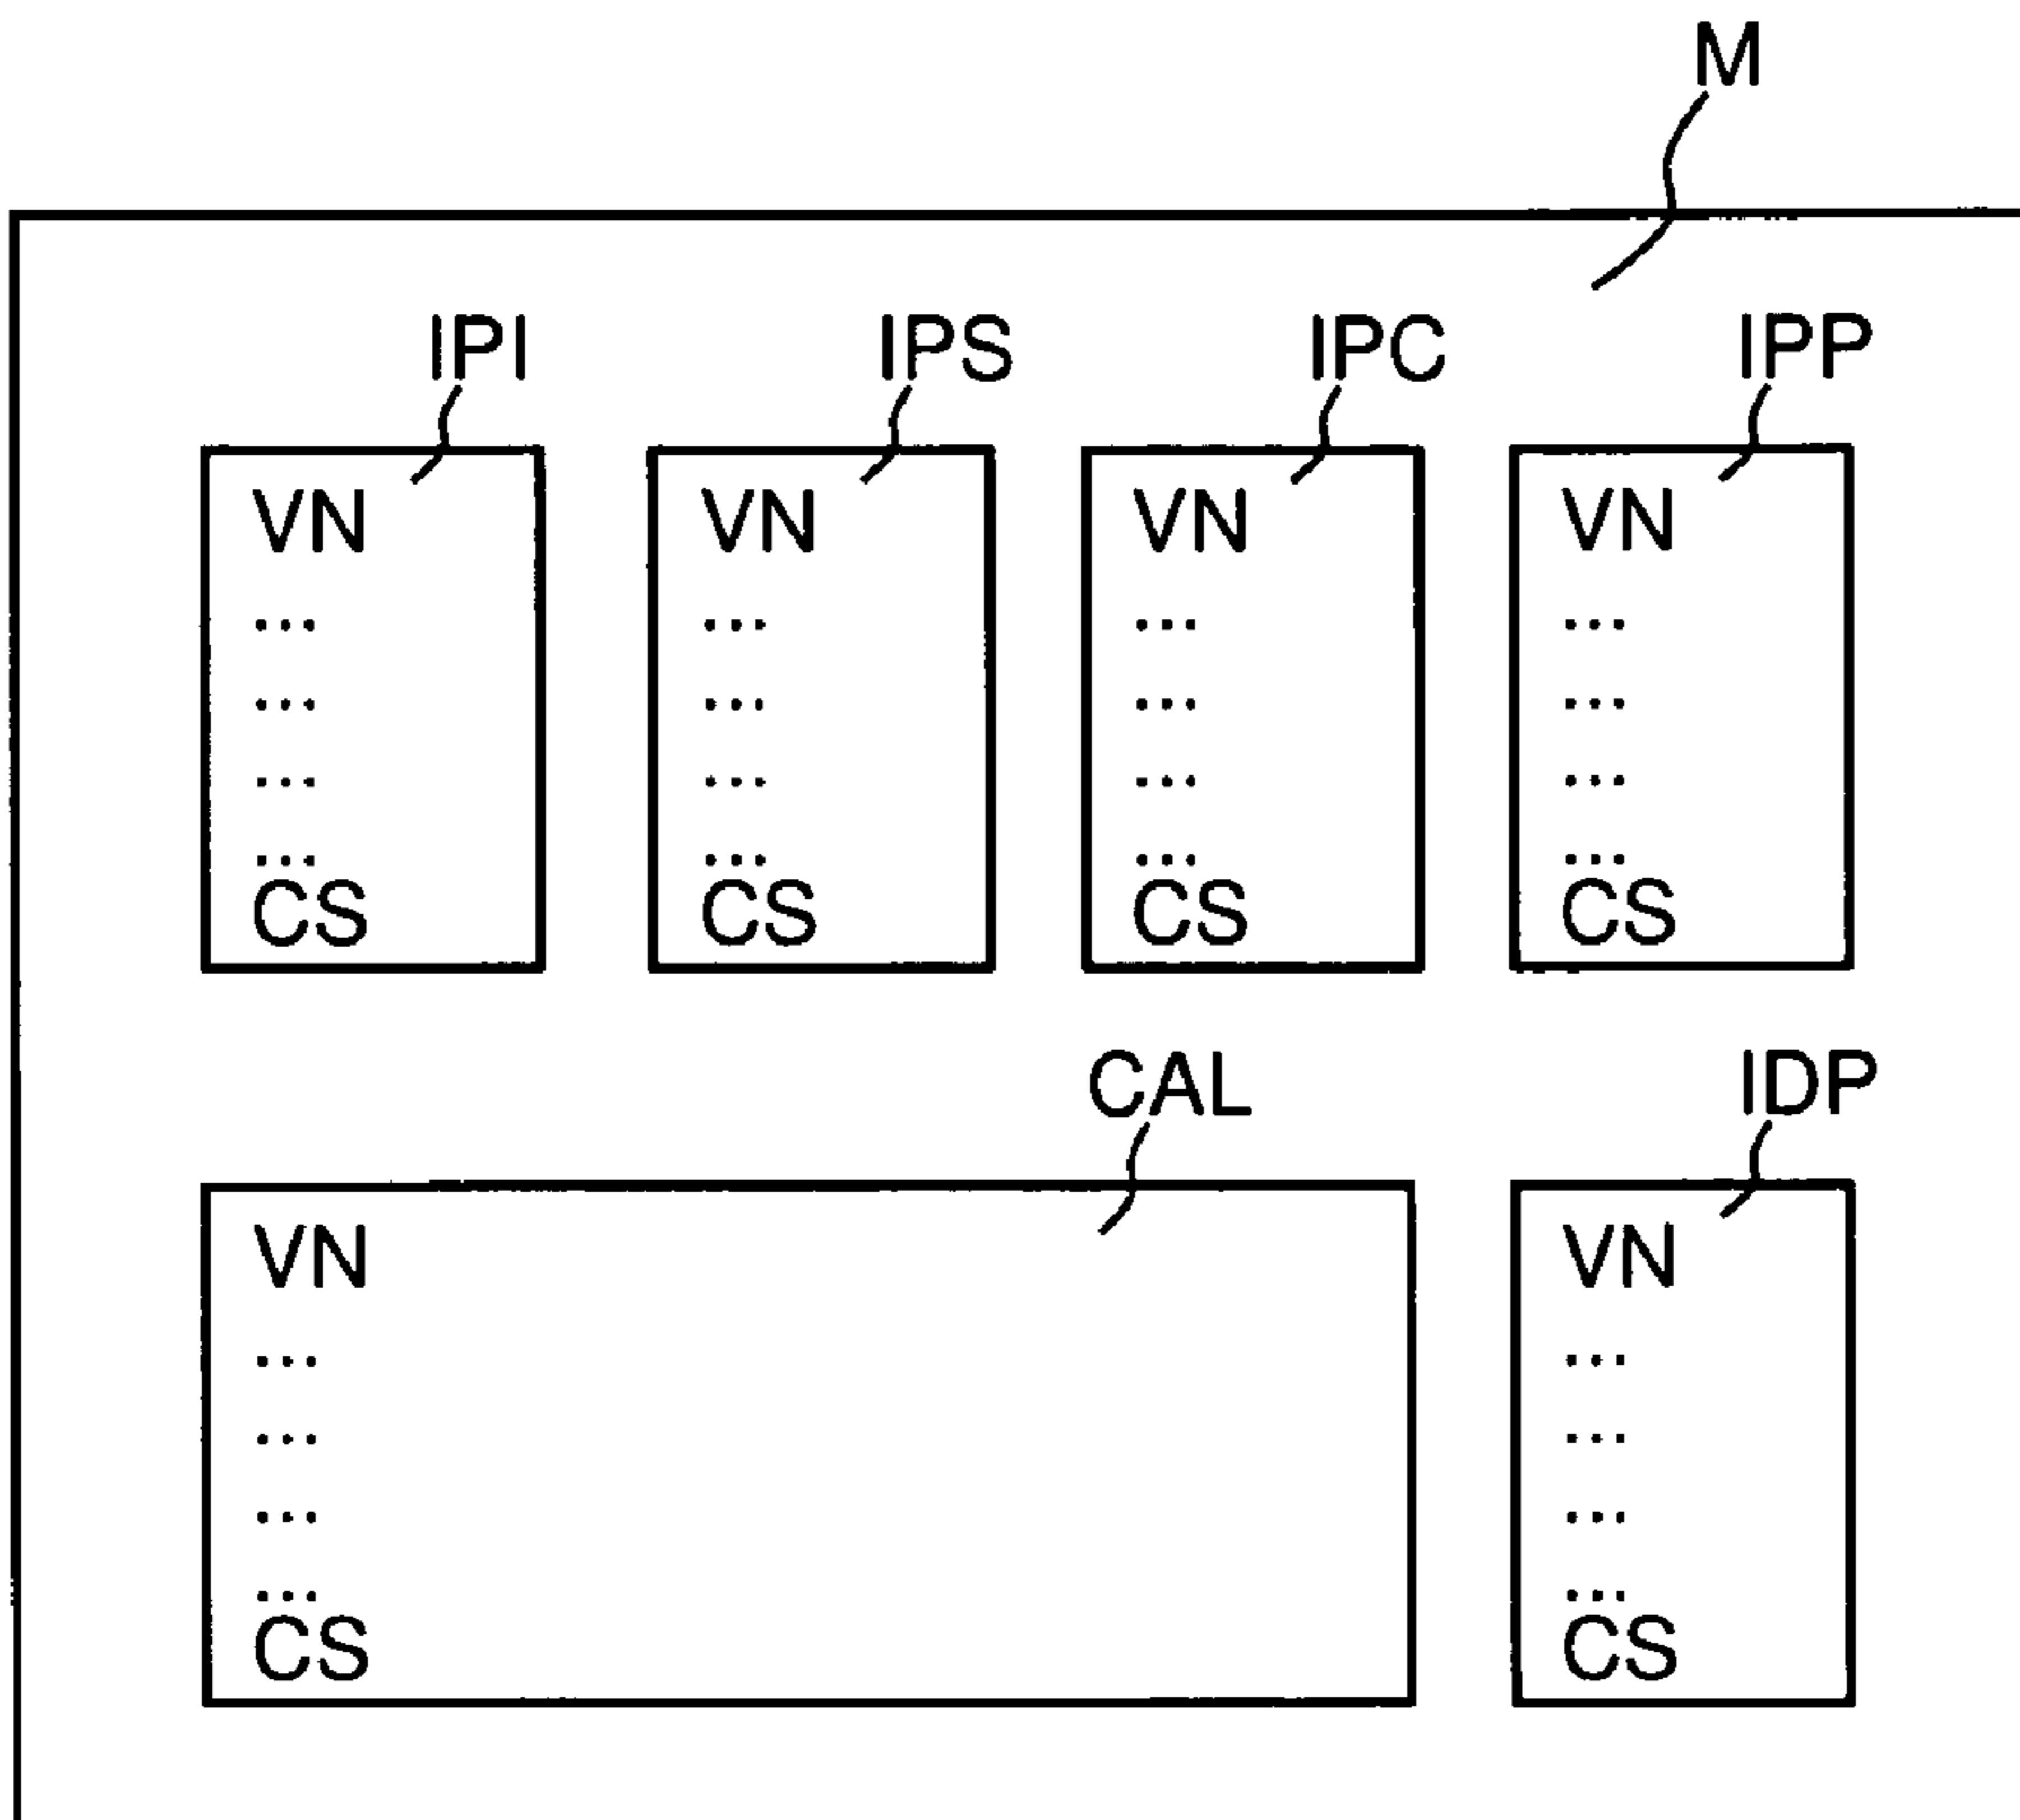 M
IPI IPS IPC IPP
VN VN VN VN
... ... ... ...
... ... ... ...
... ... ... ...
... ... ... ...
CS CS CS CS
CAL IDP
VN VN
... ...
... ...
... ...
... ...
CS CS